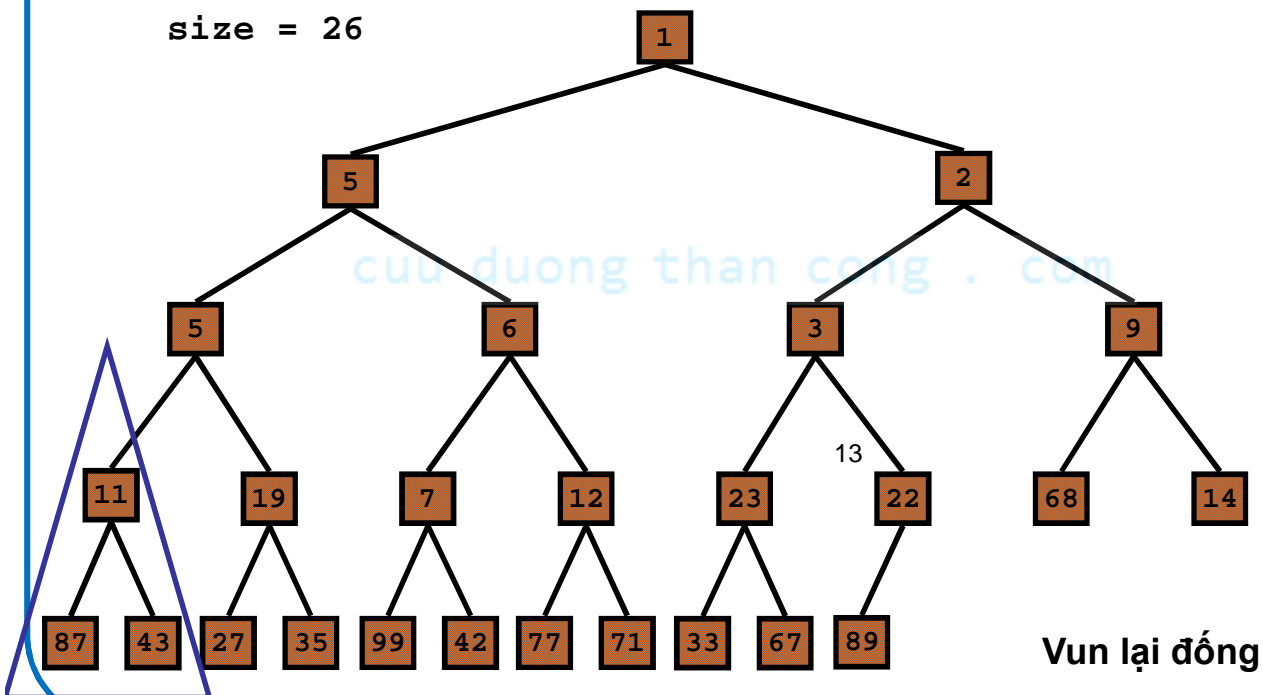 size = 26
1
5 2
cuu duong than cong . com
5 6 3 9
13
11 19 7 12 23 22 68 14
87 43 27 35 99 42 77 71 33 67 89
Vun lại đống